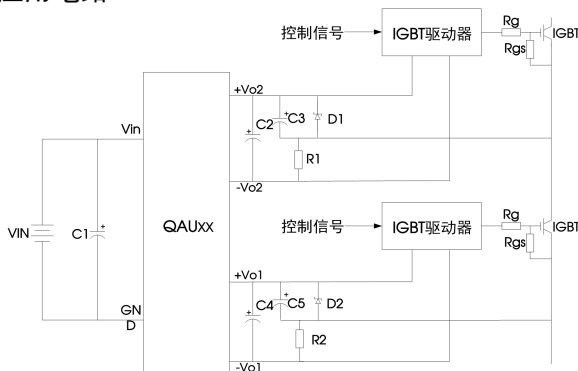 控制信号
IGBT驱动器
Rg
Rgs
IGBT
+Vo2
C2
+
C3
+
D1
R1
-Vo2
Vin
VIN
C1
+
QAUxx
GN
D
控制信号
IGBT驱动器
Rg
Rgs
IGBT
+Vo1
C4
+
C5
+
D2
R2
-Vo1